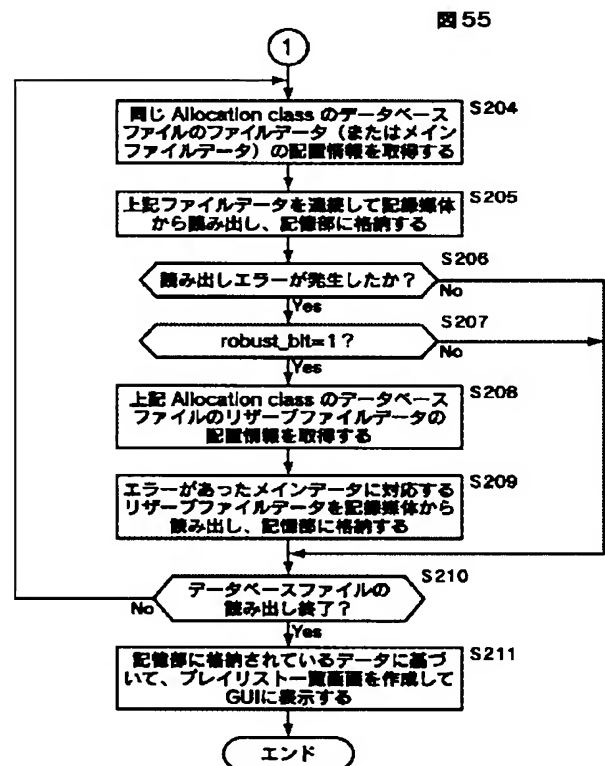 図55
1
同じ Allocation class のデータベース
ファイルのファイルデータ（またはメイン
ファイルデータ）の配置情報を取得する
S204
上記ファイルデータを連続して記録媒体
から読み出し、記憶部に格納する
S205
読み出しエラーが発生したか？
S206
No
Yes
robust_bit=1？
S207
No
Yes
上記 Allocation class のデータベース
ファイルのリザーブファイルデータの
配置情報を取得する
S208
エラーがあったメインデータに対応する
リザーブファイルデータを記録媒体から
読み出し、記憶部に格納する
S209
データベースファイルの
読み出し終了？
S210
No
Yes
記憶部に格納されているデータに基づ
いて、プレイリスト一覧画面を作成して
GUIに表示する
S211
エンド